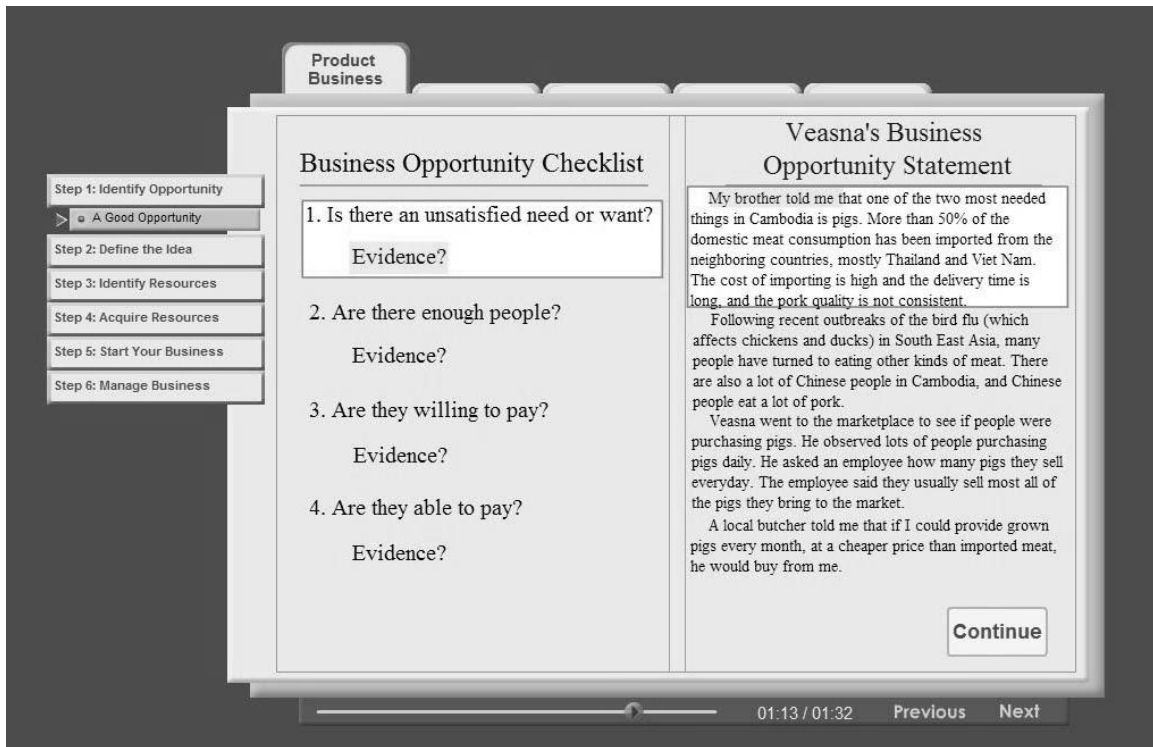 Product
Business
Step 1: Identify Opportunity
A Good Opportunity
Step 2: Define the Idea
Step 3: Identify Resources
Step 4: Acquire Resources
Step 5: Start Your Business
Step 6: Manage Business
Business Opportunity Checklist
1. Is there an unsatisfied need or want?
Evidence?
2. Are there enough people?
Evidence?
3. Are they willing to pay?
Evidence?
4. Are they able to pay?
Evidence?
Veasna's Business
Opportunity Statement
My brother told me that one of the two most needed
things in Cambodia is pigs. More than 50% of the
domestic meat consumption has been imported from the
neighboring countries, mostly Thailand and Viet Nam.
The cost of importing is high and the delivery time is
long, and the pork quality is not consistent.
Following recent outbreaks of the bird flu (which
affects chickens and ducks) in South East Asia, many
people have turned to eating other kinds of meat. There
are also a lot of Chinese people in Cambodia, and Chinese
people eat a lot of pork.
Veasna went to the marketplace to see if people were
purchasing pigs. He observed lots of people purchasing
pigs daily. He asked an employee how many pigs they sell
everyday. The employee said they usually sell most all of
the pigs they bring to the market.
A local butcher told me that if I could provide grown
pigs every month, at a cheaper price than imported meat,
he would buy from me.
Continue
01:13 / 01:32
Previous
Next